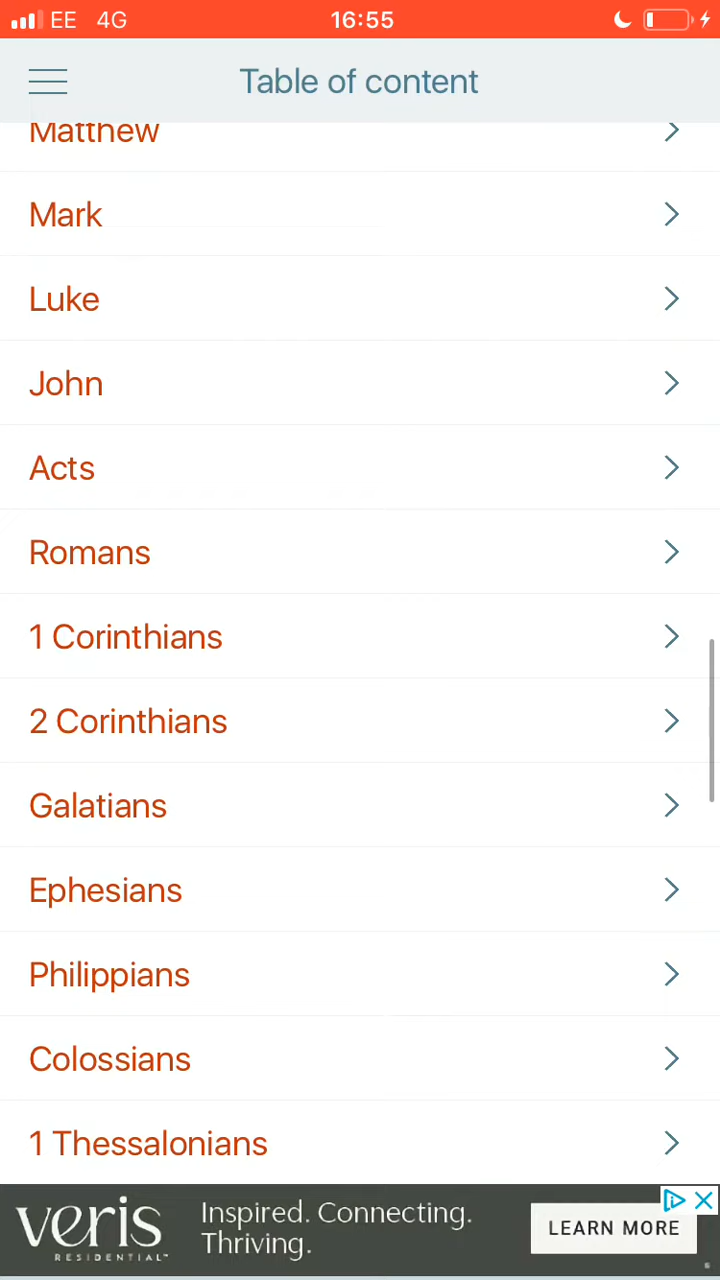 EE 4G 16:55
Table of content
Matthew
Mark
Luke
John
Acts
Romans
1 Corinthians
2 Corinthians
Galatians
Ephesians
Philippians
Colossians
1 Thessalonians
veris
RESIDENTIAL™
Inspired. Connecting.
Thriving.
LEARN MORE